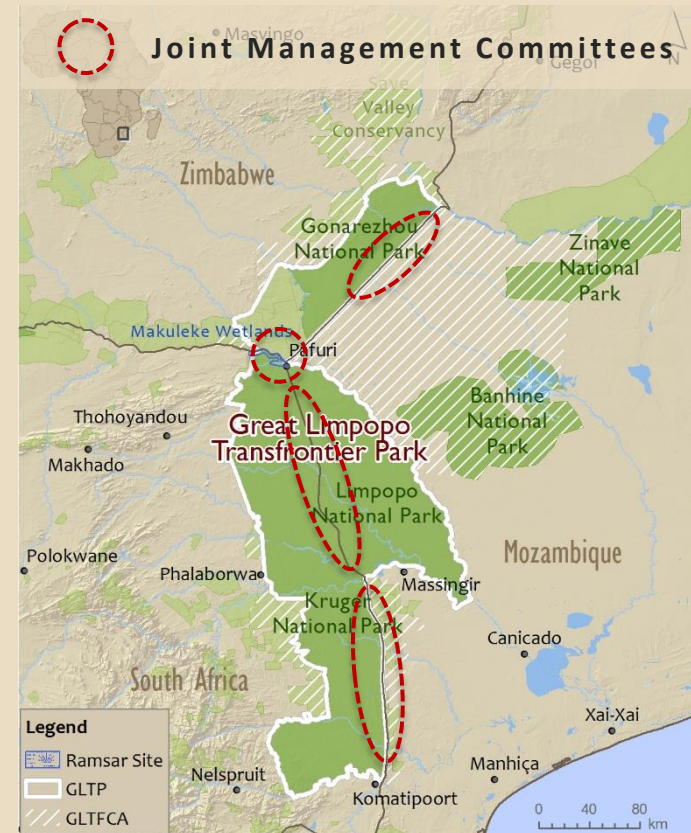 Joint Management Committees
Masvingo
Gegoi
N
Save
Valley
Conservancy
Zimbabwe
Gonarezhou
National Park
Zinave
National
Park
Makuleke Wetlands
Pafuri
Banhine
National
Park
Thohoyandou
Great Limpopo
Transfrontier Park
Makhado
Limpopo
National Park
Mozambique
Polokwane
Phalaborwa
Massingir
Kruger
National Park
Canicado
South Africa
Xai-Xai
Legend
Ramsar Site
GLTP
GLTFCA
Nelspruit
Manhiça
Komatipoort
0 40 80
km